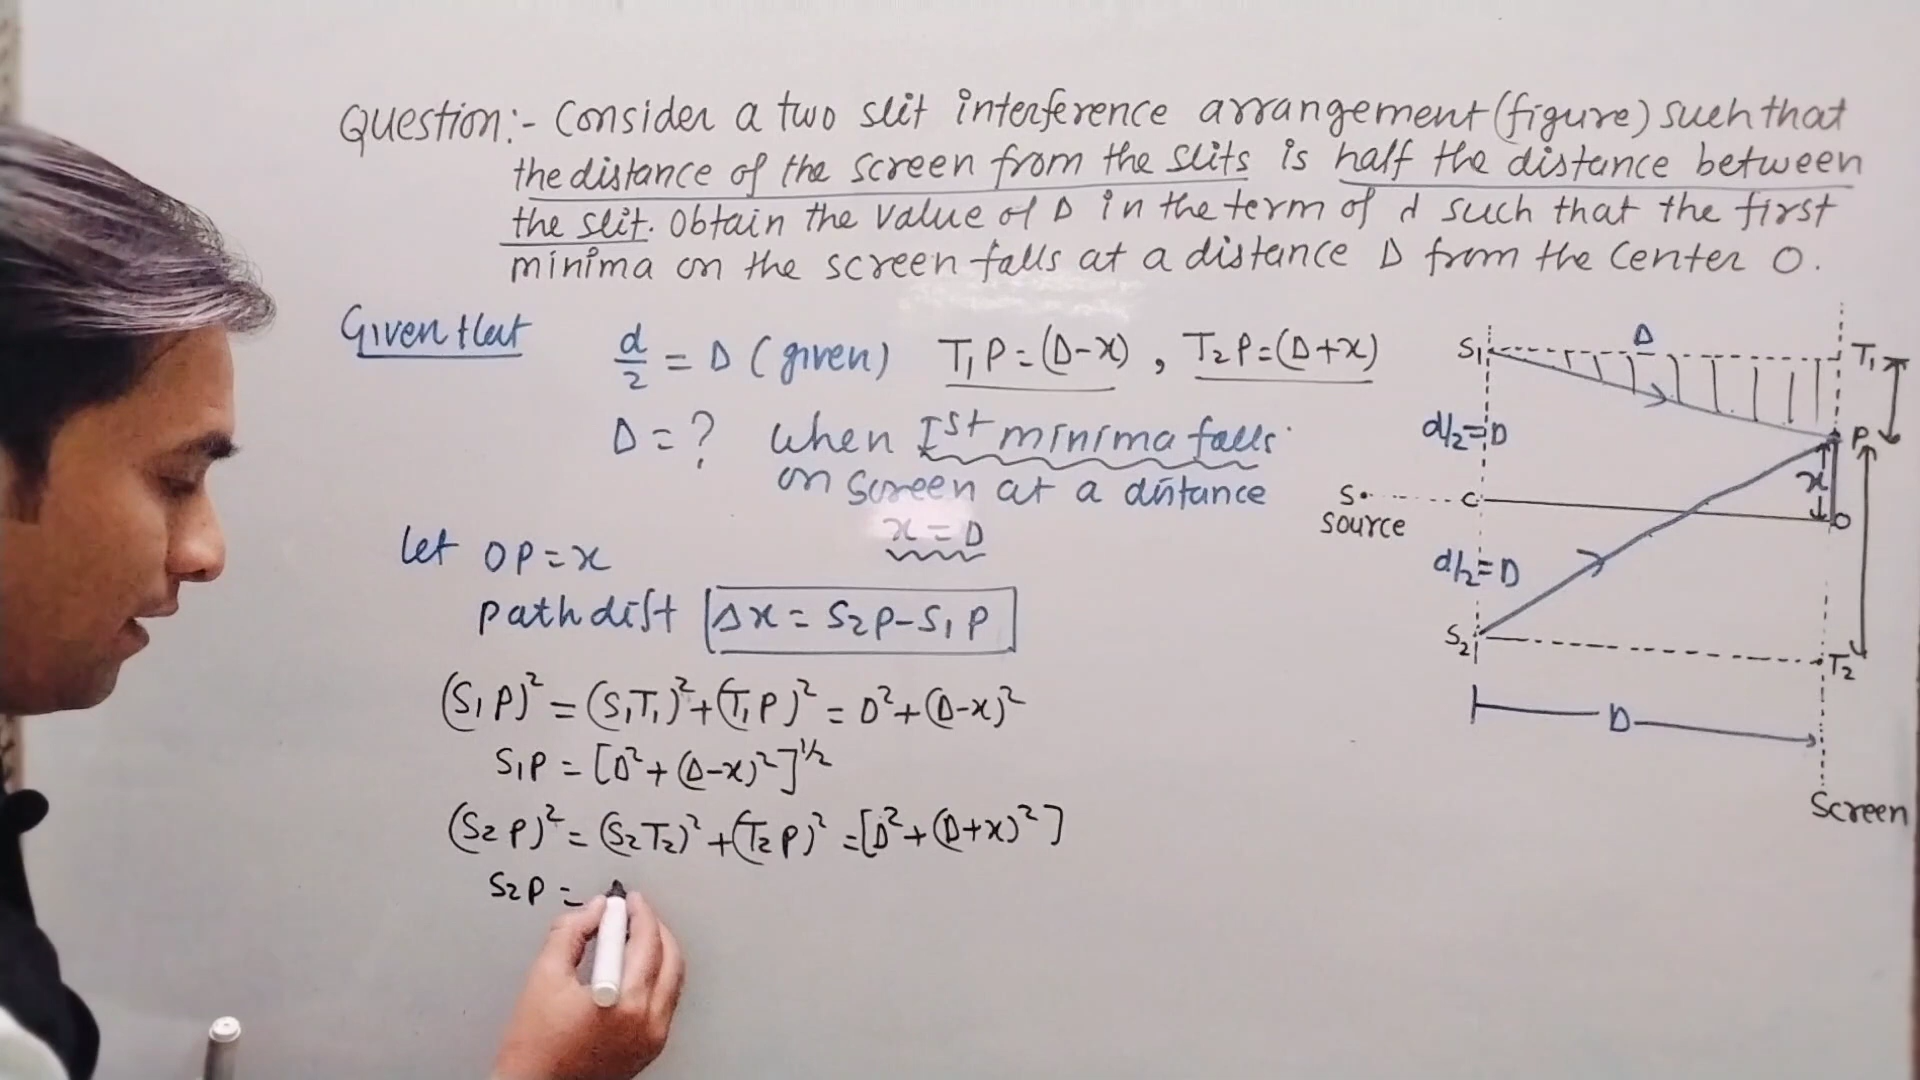 Question:- Consider a two slit interference arrangement (figure) such that
the distance of the screen from the slits is half the distance between
the slit. Obtain the value of D in the term of d such that the first
minima on the screen falls at a distance D from the center O.
Given that d/2 = D (given) T₁P = (D-x) , T₂P = (D+x)
D = ? when Ist minima falls
on screen at a distance
x = D
let OP = x
path diff Δx = S₂P - S₁P
(S₁P)² = (S₁T₁)² + (T₁P)² = D² + (D-x)²
S₁P = [D² + (D-x)²]^1/2
(S₂P)² = (S₂T₂)² + (T₂P)² = [D² + (D+x)²]
S₂P =
S₁ D T₁
d/2 = D P
x
S C O
source
d/2 = D
S₂ T₂
D
Screen